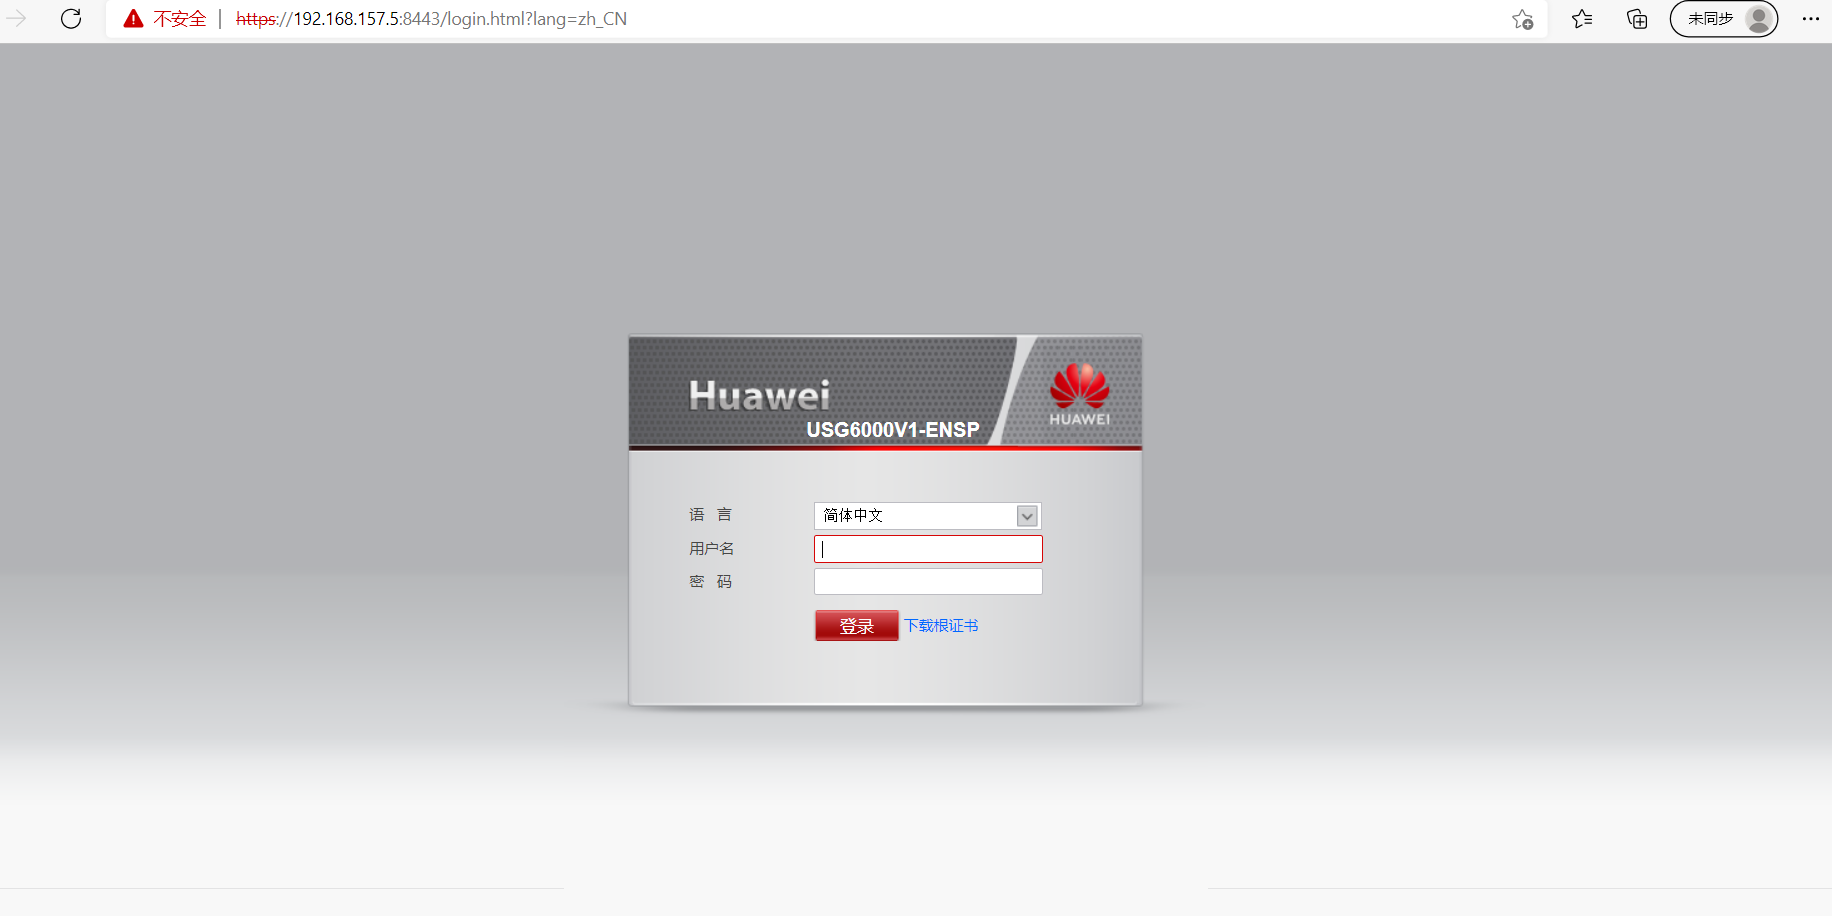 不安全 | https://192.168.157.5:8443/login.html?lang=zh_CN
未同步
Huawei
HUAWEI
USG6000V1-ENSP
语 言 简体中文
用户名
密 码
登录 下载根证书